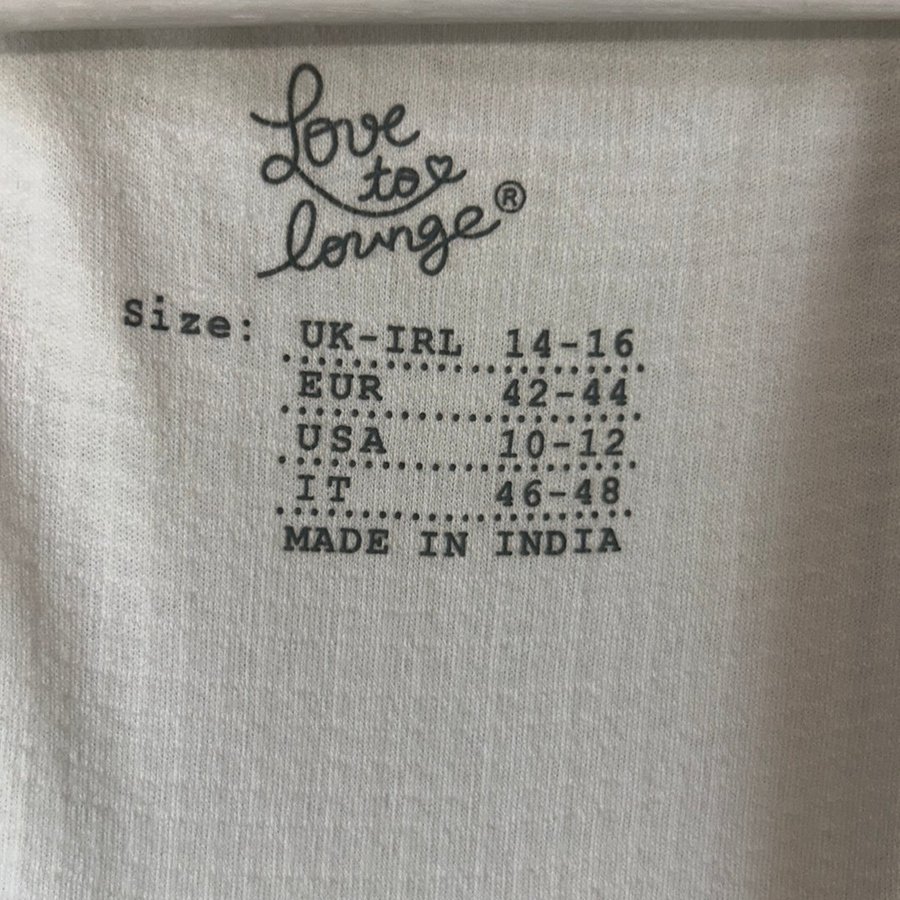 Love
to
lounge®
Size: UK-IRL 14-16
EUR 42-44
USA 10-12
IT 46-48
MADE IN INDIA